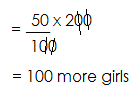 = 50 x 200
100
= 100 more girls